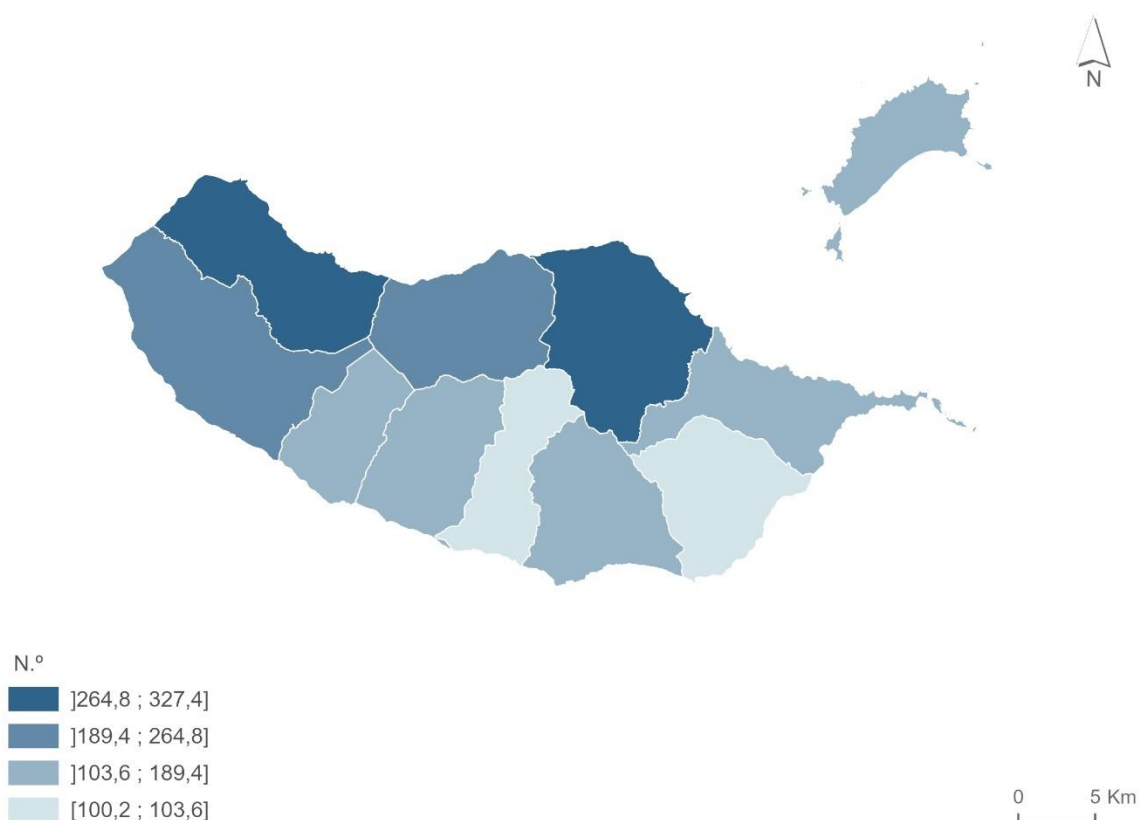 N
N.º
]264,8 ; 327,4]
]189,4 ; 264,8]
]103,6 ; 189,4]
[100,2 ; 103,6]
0 5 Km